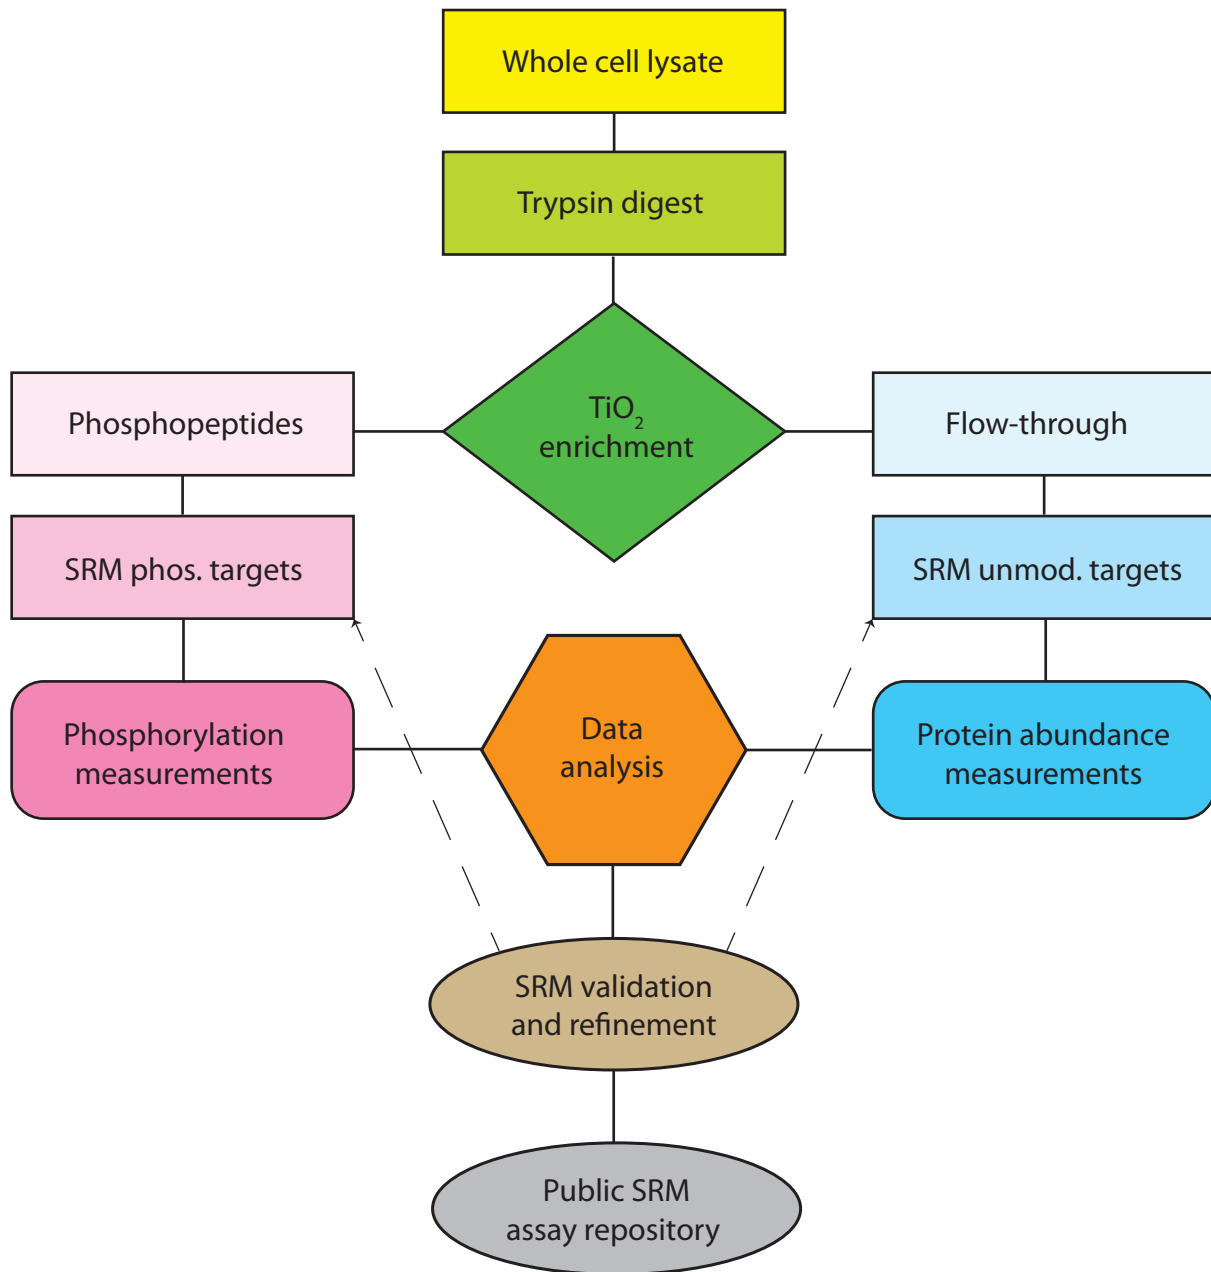 Whole cell lysate
Trypsin digest
TiO₂
enrichment
Phosphopeptides
Flow-through
SRM phos. targets
SRM unmod. targets
Phosphorylation
measurements
Data
analysis
Protein abundance
measurements
SRM validation
and refinement
Public SRM
assay repository